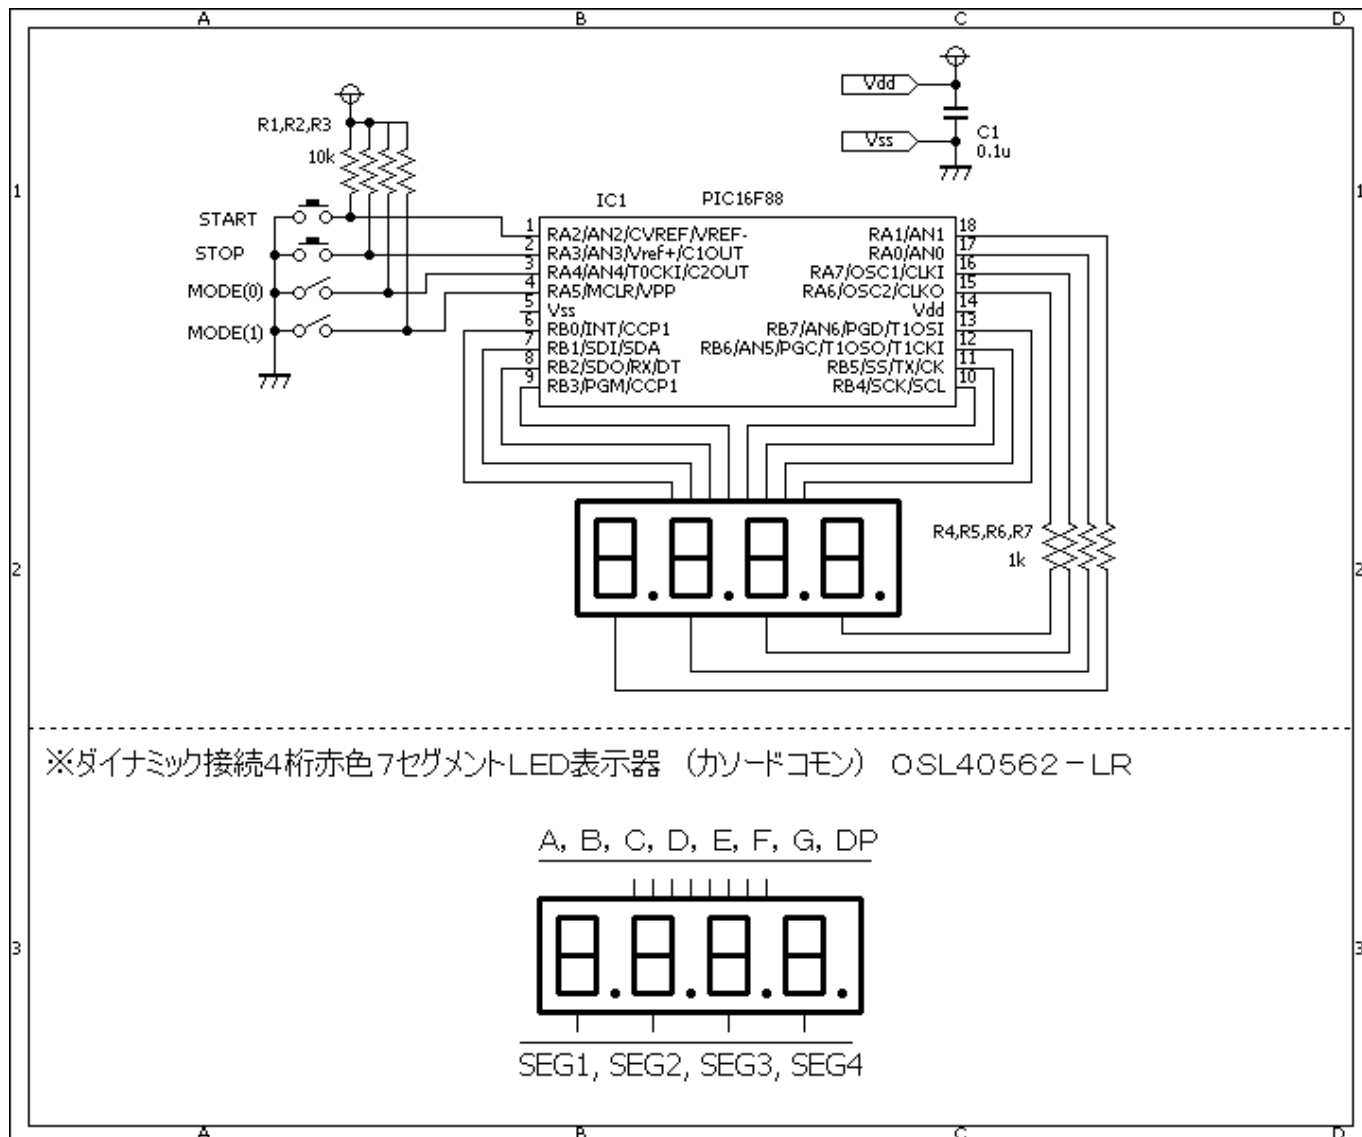 A B C D
Vdd
R1,R2,R3
10k
Vss
C1
0.1u
1 1
IC1 PIC16F88
START
STOP
MODE(0)
MODE(1)
1 RA2/AN2/CVREF/VREF- RA1/AN1 18
2 RA3/AN3/Vref+/C1OUT RA0/AN0 17
3 RA4/AN4/T0CKI/C2OUT RA7/OSC1/CLKI 16
4 RA5/MCLR/VPP RA6/OSC2/CLKO 15
5 Vss Vdd 14
6 RB0/INT/CCP1 RB7/AN6/PGD/T1OSI 13
7 RB1/SDI/SDA RB6/AN5/PGC/T1OSO/T1CKI 12
8 RB2/SDO/RX/DT RB5/SS/TX/CK 11
9 RB3/PGM/CCP1 RB4/SCK/SCL 10
R4,R5,R6,R7
1k
2 2
※ダイナミック接続4桁赤色7セグメントLED表示器 (カソードコモン) OSL40562-LR
A, B, C, D, E, F, G, DP
3 3
SEG1, SEG2, SEG3, SEG4
A B C D